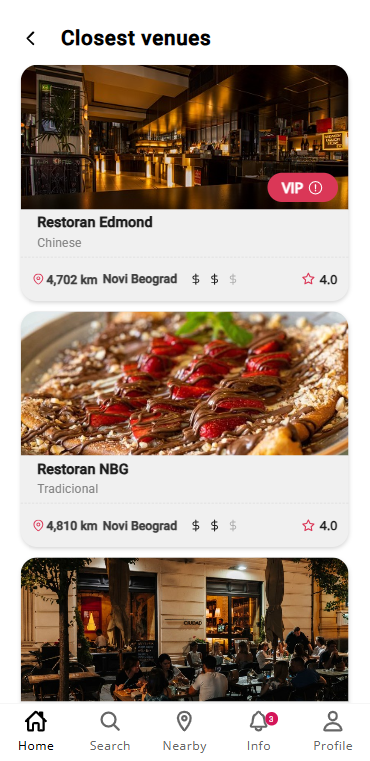 Closest venues
VIP
Restoran Edmond
Chinese
4,702 km Novi Beograd $ $ $ 4.0
Restoran NBG
Tradicional
4,810 km Novi Beograd $ $ $ 4.0
CIUDAD
3
Home Search Nearby Info Profile